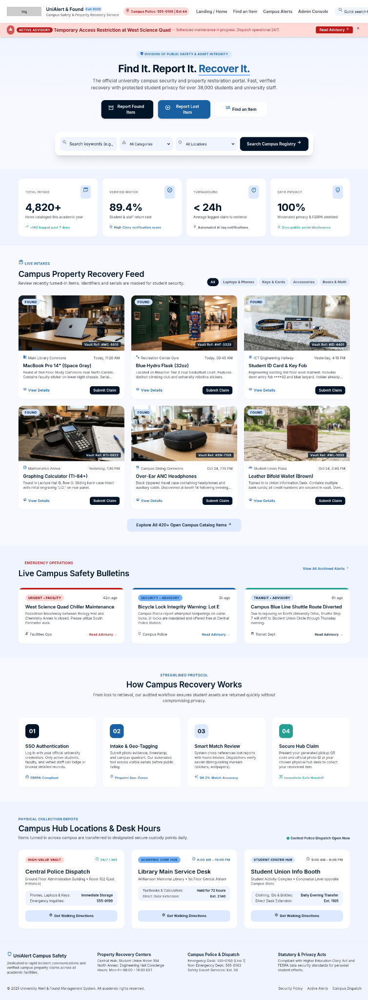 img
UniAlert & Found Fall 2025
Campus Safety & Property Recovery Service
Campus Police: 555-0199 | Ext 44
Landing / Home
Find an Item
Campus Alerts
Admin Console
Quick search t
ACTIVE ADVISORY Temporary Access Restriction at West Science Quad — Scheduled maintenance in progress. Dispatch operational 24/7.
Read Advisory →
×
DIVISION OF PUBLIC SAFETY & ASSET INTEGRITY
Find It. Report It. Recover It.
The official university campus security and property restoration portal. Fast, verified
recovery with protected student privacy for over 38,000 students and university staff.
Report Found
Item
Report Lost
Item
Find an Item
Search keywords (e.g.,
All Categories
All Locations
Search Campus Registry →
TOTAL INTAKE
4,820+
Items cataloged this academic year
+142 logged past 7 days
VERIFIED MATCH
89.4%
Student & staff return rate
High Clery verification score
TURNAROUND
< 24h
Average logged claim to retrieval
Automated AI tag notifications
DATA PRIVACY
100%
Moderated privacy & FERPA shielded
Zero public serial disclosures
LIVE INTAKES
Campus Property Recovery Feed
Review recently turned-in items. Identifiers and serials are masked for student security.
All
Laptops & Phones
Keys & Cards
Accessories
Books & Math
FOUND
Vault Ref: #MC-8810
Main Library Commons
Today, 11:20 AM
MacBook Pro 14" (Space Gray)
Found at 2nd Floor Study Commons near North Carrels.
Contains faculty sticker on lower right chassis. Serial...
View Details
Submit Claim
FOUND
UVA
Vault Ref: #HF-3329
Recreation Center Gym
Today, 09:45 AM
Blue Hydro Flask (32oz)
Located on Bleacher Tier 3 near basketball court. Features
distinct climbing club and university robotics stickers.
View Details
Submit Claim
FOUND
UC BERKELEY
UC BERKELEY
Vault Ref: #ID-4401
ICT Engineering Hallway
Yesterday, 4:10 PM
Student ID Card & Key Fob
Engineering building 3rd floor west stairwell. Includes
dorm entry fob ••••92 and blue lanyard. Holder already...
View Details
Submit Claim
FOUND
Vault Ref: #TI-0922
Mathematics Annex
Yesterday, 1:30 PM
Graphing Calculator (TI-84+)
Found in Lecture Hall B, Row G. Sliding hard-case intact
with initial engraving "J.D." on rear panel.
View Details
Submit Claim
FOUND
Vault Ref: #SN-7158
Campus Dining Commons
Oct 24, 7:15 PM
Over-Ear ANC Headphones
Black zippered travel case containing headphones and
auxiliary cable. Discovered at booth 14 following evening...
View Details
Submit Claim
FOUND
Vault Ref: #WL-1033
Student Union Plaza
Oct 24, 2:40 PM
Leather Bifold Wallet (Brown)
Turned in to Union Information Desk. Contains multiple
bank cards; all credit numbers are secured in vault. Own...
View Details
Submit Claim
Explore All 420+ Open Campus Catalog Items →
EMERGENCY OPERATIONS
Live Campus Safety Bulletins
View All Archived Alerts ›
URGENT • FACILITY
42m ago
West Science Quad Chiller Maintenance
Pedestrian breezeway between Biology Hall and
Chemistry Annex is closed. Please utilize South
Perimeter walk.
Facilities Ops
Read Advisory →
SECURITY • ADVISORY
3h ago
Bicycle Lock Integrity Warning: Lot E
Campus Police report attempted tamperings on cable
locks. U-locks are mandated and offered free at Central
Police Station.
Campus Police
Read Advisory →
TRANSIT • ADVISORY
6h ago
Campus Blue Line Shuttle Route Diverted
Due to repaving on North University Drive, Shuttle Stop
7 will shift to Student Union Circle through Thursday
evening.
Transit Dept
Read Advisory →
STREAMLINED PROTOCOL
How Campus Recovery Works
From loss to retrieval, our audited workflow ensures student assets are returned quickly without
compromising privacy.
01
SSO Authentication
Log in with your official university
credentials. Only active students,
faculty, and vetted staff can lodge or
browse detailed records.
FERPA Compliant
02
Intake & Geo-Tagging
Submit photo evidence, timestamp,
and campus quadrant. Our automated
tool scrubs visible serials before public
listing.
Pinpoint Geo-Zones
03
Smart Match Review
System cross-references lost reports
with found intakes. Dispatchers verify
secret distinguishing markers
(stickers, wallpapers).
98.2% Match Accuracy
04
Secure Hub Claim
Present your generated pickup QR
code and official photo ID at your
chosen physical hub desk to collect
your recovered item.
Immediate Safe Handoff
PHYSICAL COLLECTION DEPOTS
Campus Hub Locations & Desk Hours
Items turned in across campus are transferred to designated secure custody points daily.
Central Police Dispatch Open Now
HIGH-VALUE VAULT
24/7 / 365
Central Police Dispatch
Ground Floor Administration Building • Room 102 (East
Entrance)
Phones, Laptops & Keys: Immediate Storage
Emergency Inquiries: 555-0199
Get Walking Directions
ACADEMIC CORE HUB
8:00 AM – 10:00 PM
Library Main Service Desk
Williamson Memorial Library • 1st Floor Central Atrium
Textbooks & Calculators: Held for 72 hours
Direct Desk Extension: Ext. 2140
Get Walking Directions
STUDENT CENTER HUB
9:00 AM – 6:00 PM
Student Union Info Booth
Student Activity Complex • Concourse Level opposite
Campus Store
Clothing, IDs & Bottles: Daily Evening Transfer
Direct Desk Extension: Ext. 1105
Get Walking Directions
UniAlert Campus Safety
Dedicated to rapid incident communications and
verified campus property claims across all
academic facilities.
Property Recovery Centers
Central Hub: Student Union Room 104
North Annex: Engineering Hall Concierge
Hours: Mon-Fri 08:00 - 18:00 EST
Campus Police & Dispatch
Emergency Desk: 555-0199 (Line 1)
Non-Emergency Desk: 555-0143
Safety Escort Services: Ext. 50
Statutory & Privacy Acts
Compliant with Higher Education Clery Act and
FERPA data security standards for personal
student effects.
© 2025 University Alert & Found Management System. All academic rights reserved.
Security Policy
Active Alerts
Campus Dispatch